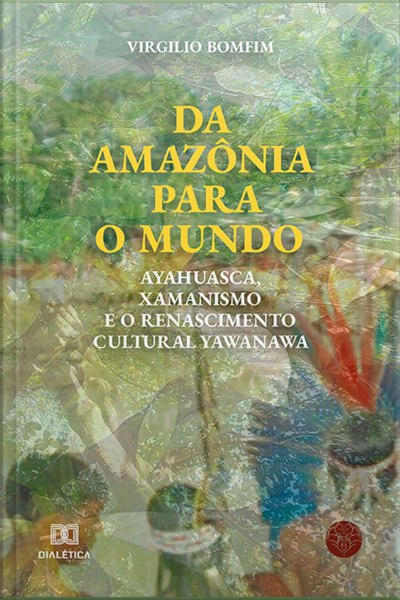 VIRGILIO BOMFIM
DA
AMAZÔNIA
PARA
O MUNDO
AYAHUASCA,
XAMANISMO
E O RENASCIMENTO
CULTURAL YAWANAWA
DIALÉTICA